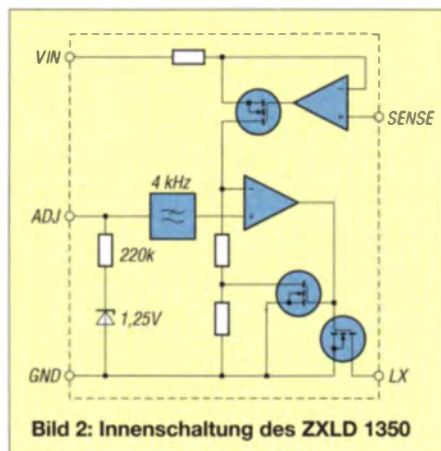 VIN
SENSE
4 kHz
ADJ
220k
1,25V
GND
LX
Bild 2: Innenschaltung des ZXLD 1350